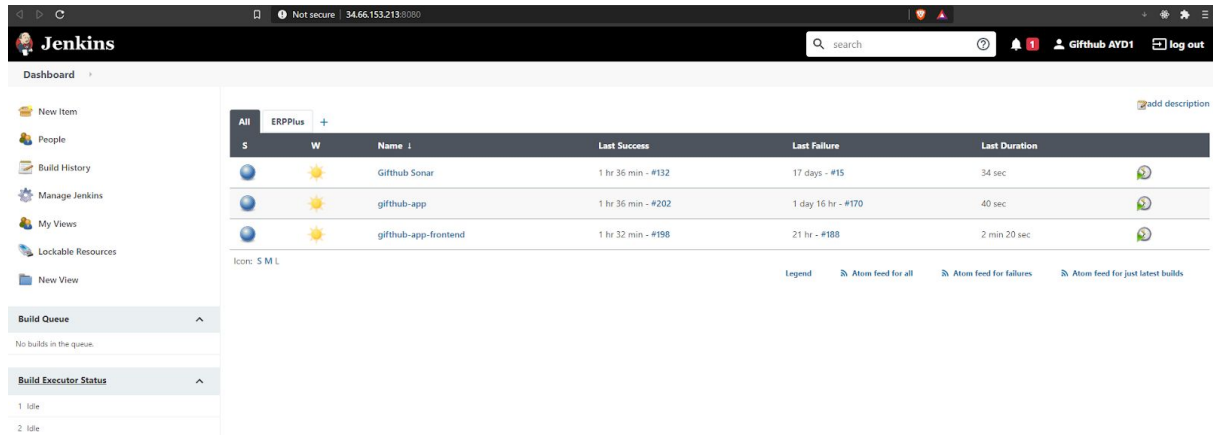 Not secure 34.66.153.213:8080
Jenkins
search
1
Gifthub AYD1
log out
Dashboard
add description
New Item
People
Build History
Manage Jenkins
My Views
Lockable Resources
New View
All ERPPlus +
S W Name ↓ Last Success Last Failure Last Duration
Gifthub Sonar 1 hr 36 min - #132 17 days - #15 34 sec
gifthub-app 1 hr 36 min - #202 1 day 16 hr - #170 40 sec
gifthub-app-frontend 1 hr 32 min - #198 21 hr - #188 2 min 20 sec
Icon: S M L
Legend Atom feed for all Atom feed for failures Atom feed for just latest builds
Build Queue
No builds in the queue.
Build Executor Status
1 Idle
2 Idle